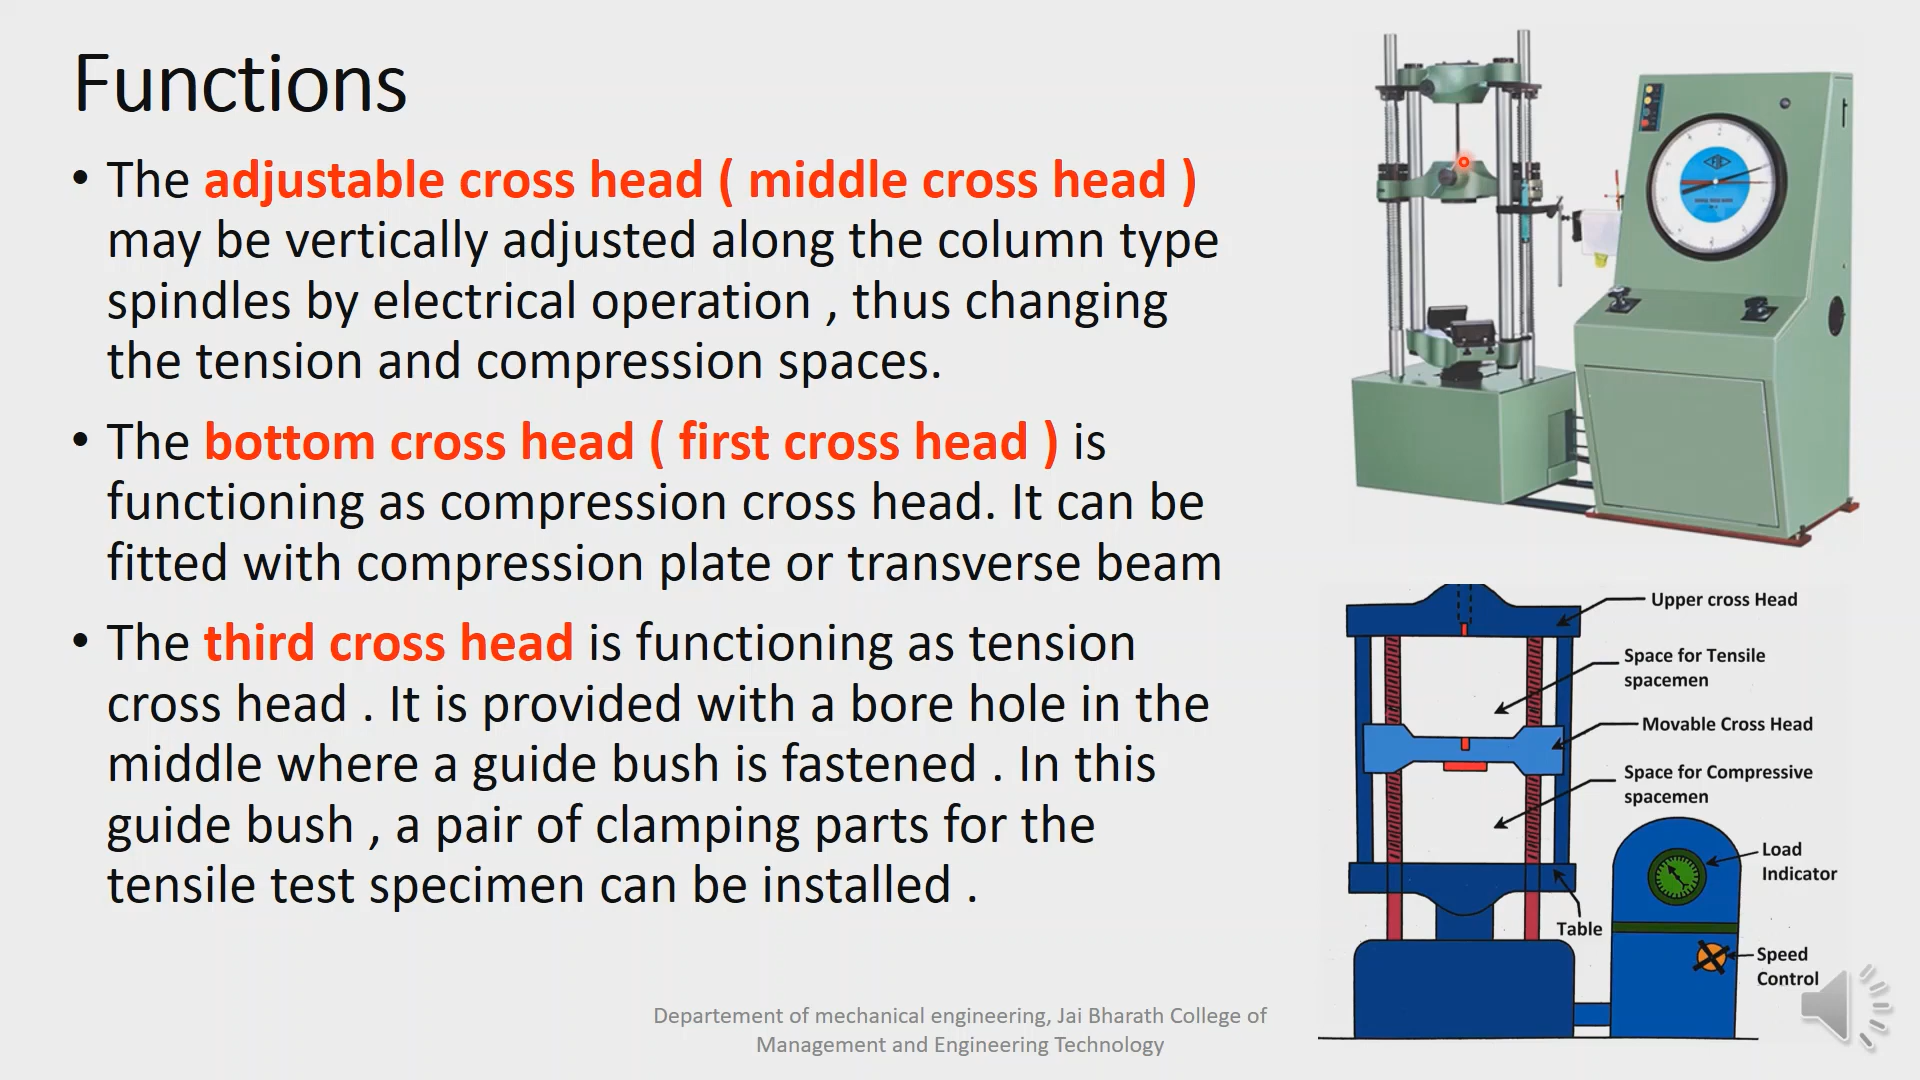 Functions
• The adjustable cross head ( middle cross head )
may be vertically adjusted along the column type
spindles by electrical operation , thus changing
the tension and compression spaces.
• The bottom cross head ( first cross head ) is
functioning as compression cross head. It can be
fitted with compression plate or transverse beam
• The third cross head is functioning as tension
cross head . It is provided with a bore hole in the
middle where a guide bush is fastened . In this
guide bush , a pair of clamping parts for the
tensile test specimen can be installed .
Upper cross Head
Space for Tensile
spacemen
Movable Cross Head
Space for Compressive
spacemen
Load
Indicator
Table
Speed
Control
Departement of mechanical engineering, Jai Bharath College of
Management and Engineering Technology